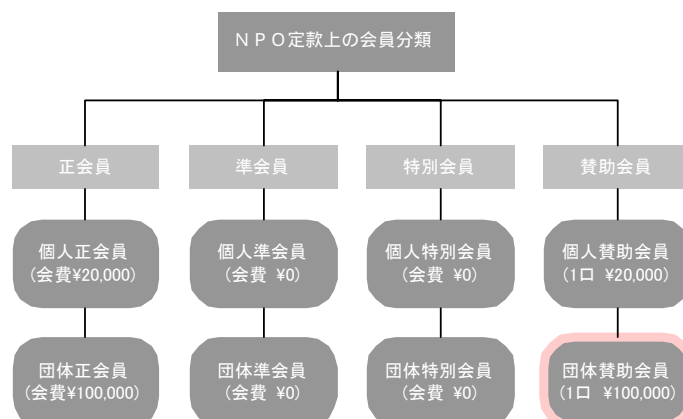 ＮＰＯ定款上の会員分類
正会員
準会員
特別会員
賛助会員
個人正会員
(会費¥20,000)
個人準会員
(会費 ¥0)
個人特別会員
(会費 ¥0)
個人賛助会員
(1口 ¥20,000)
団体正会員
(会費¥100,000)
団体準会員
(会費 ¥0)
団体特別会員
(会費 ¥0)
団体賛助会員
(1口 ¥100,000)